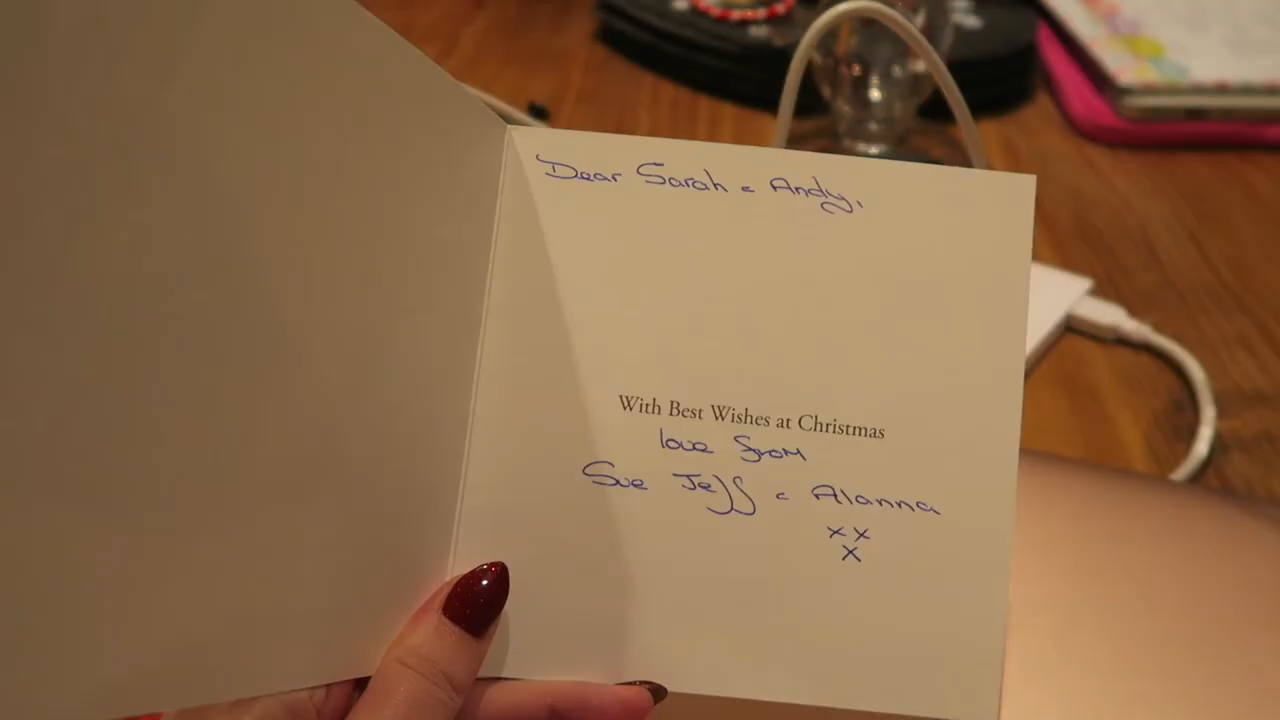 Dear Sarah & Andy,
With Best Wishes at Christmas
love from
Sue Jeff & Alanna
xx
x